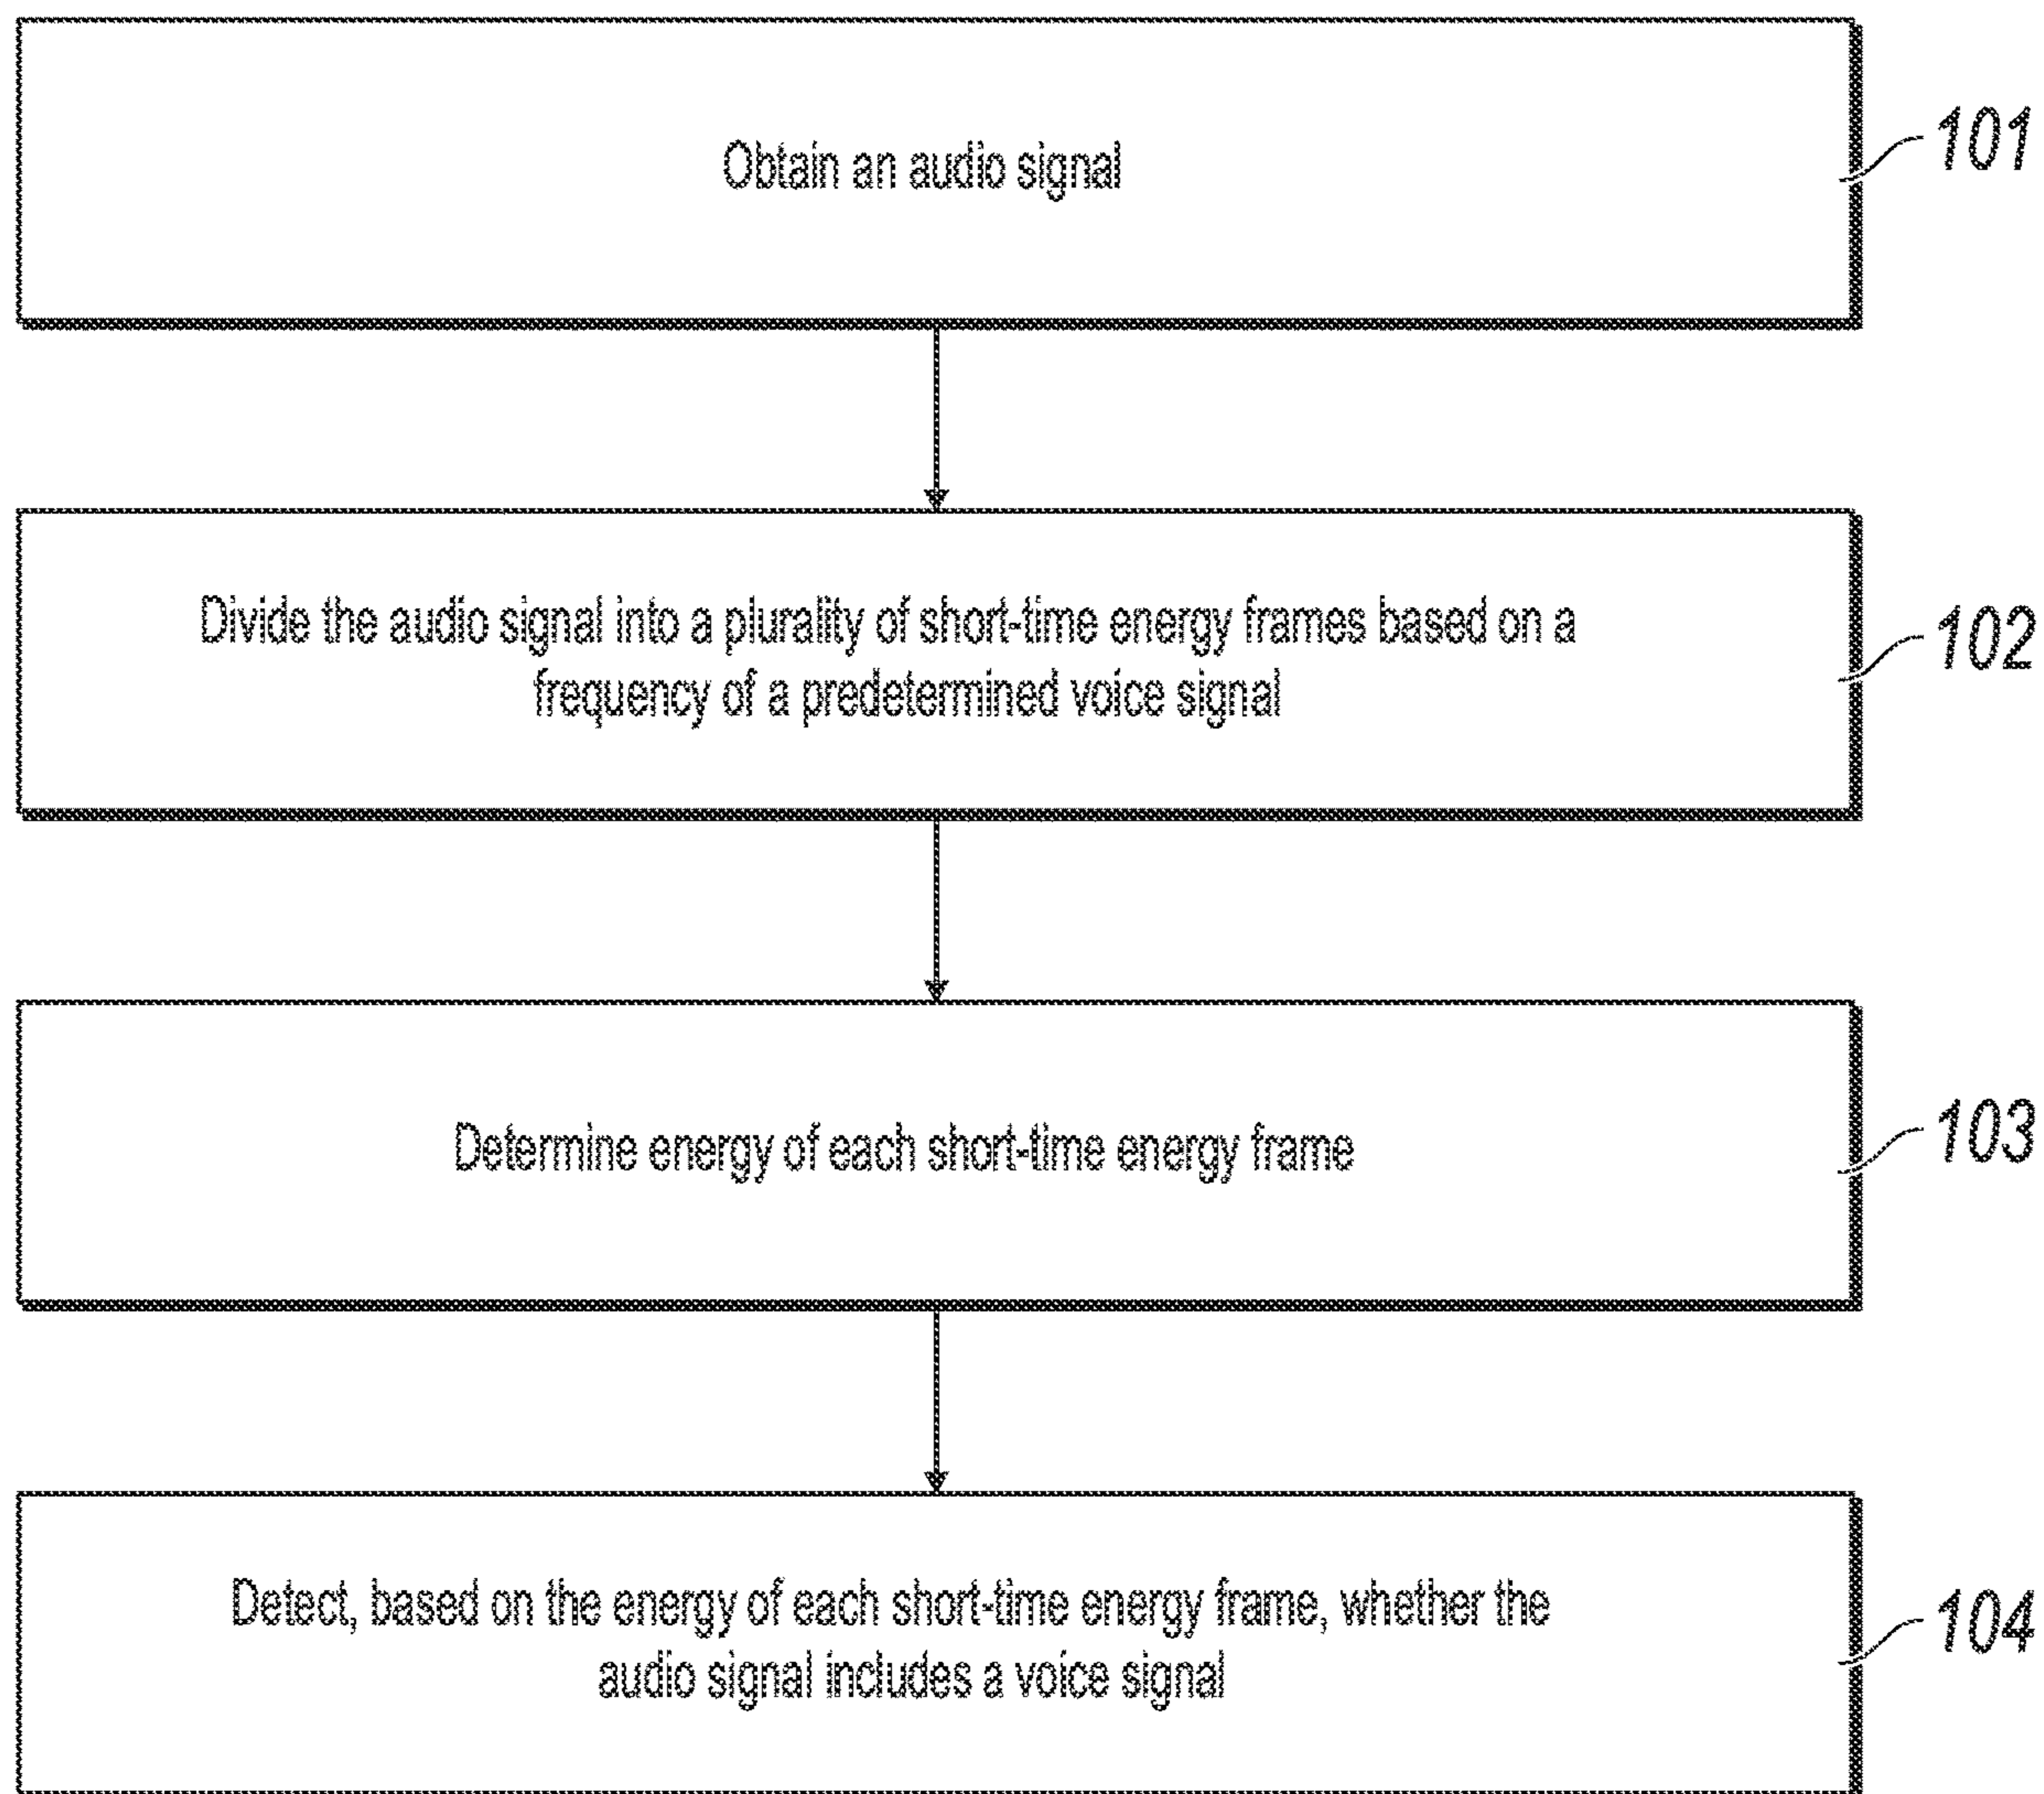 Obtain an audio signal
101
Divide the audio signal into a plurality of short-time energy frames based on a
frequency of a predetermined voice signal
102
Determine energy of each short-time energy frame
103
Detect, based on the energy of each short-time energy frame, whether the
audio signal includes a voice signal
104